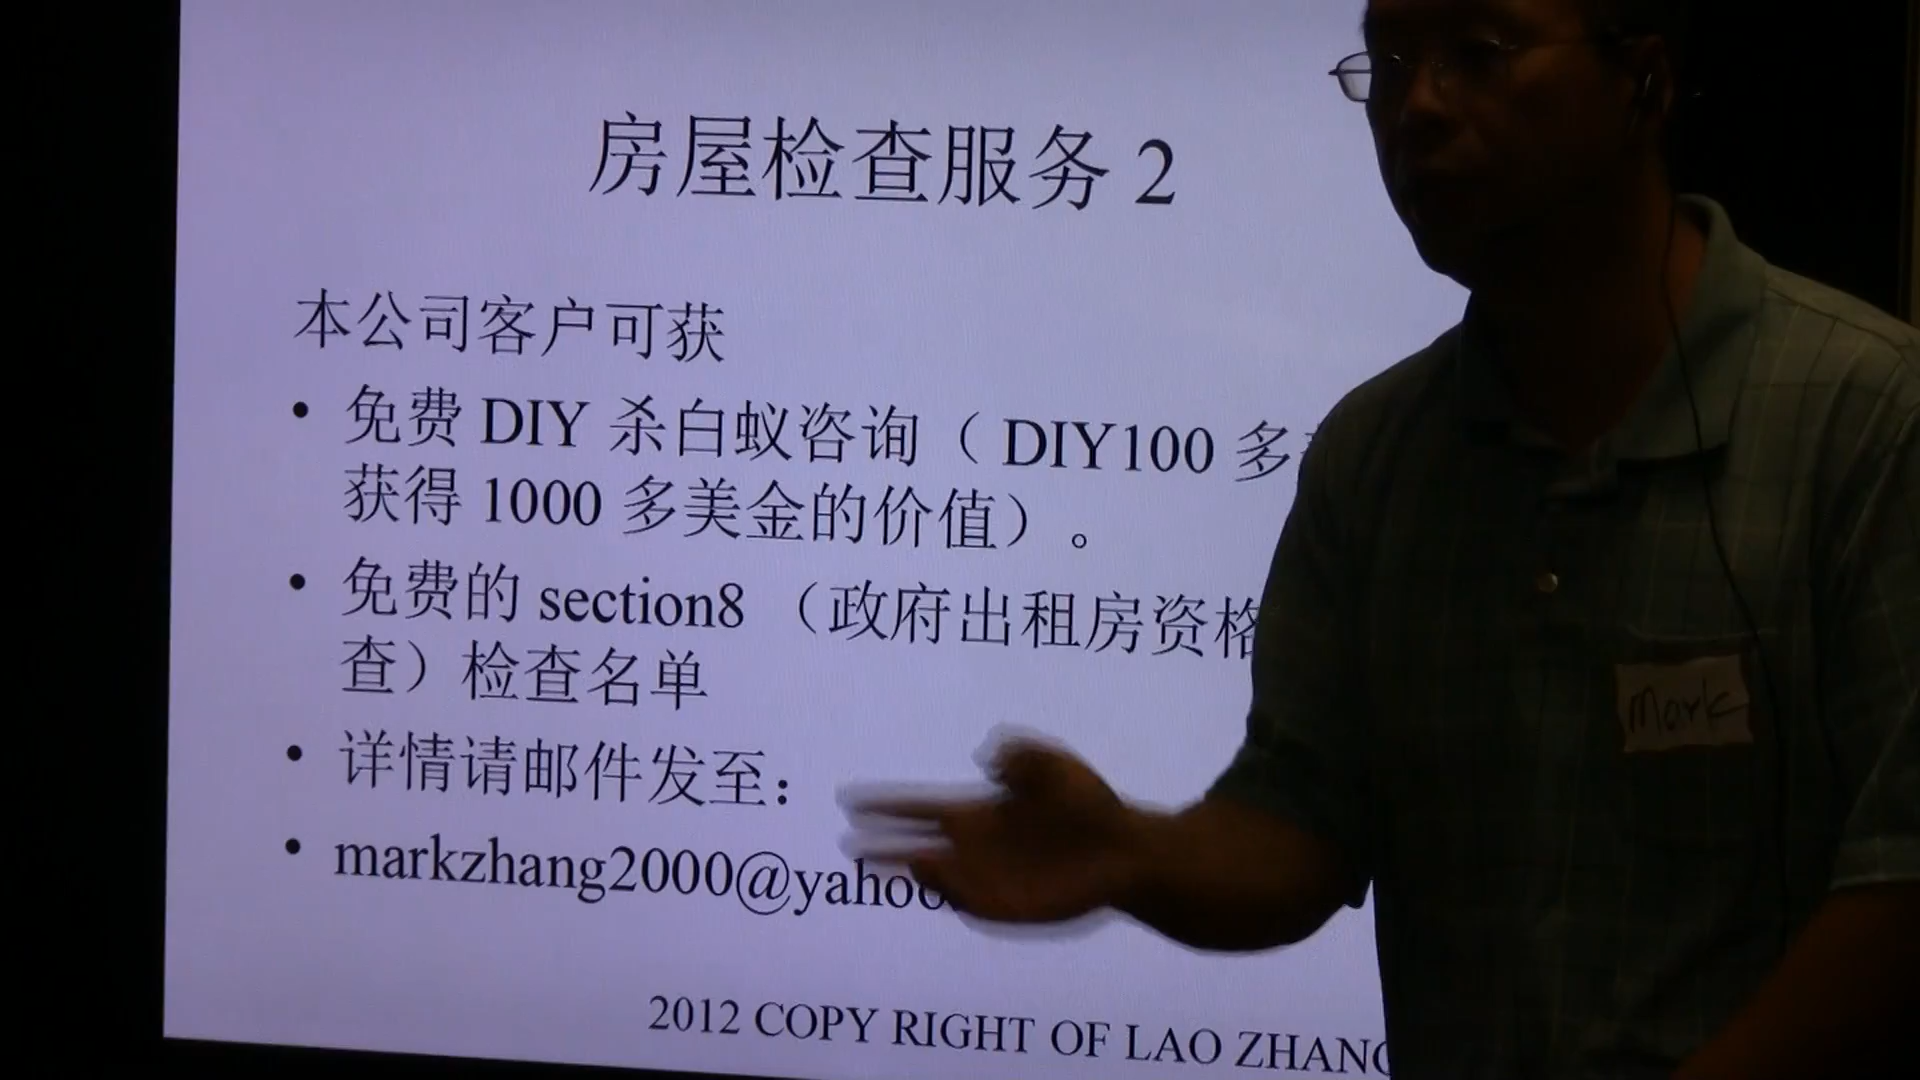 房屋检查服务 2
本公司客户可获
• 免费 DIY 杀白蚁咨询（ DIY100 多
获得 1000 多美金的价值）。
• 免费的 section8 （政府出租房资格
查）检查名单
• 详情请邮件发至：
• markzhang2000@yahoo
2012 COPY RIGHT OF LAO ZHANG
Mark